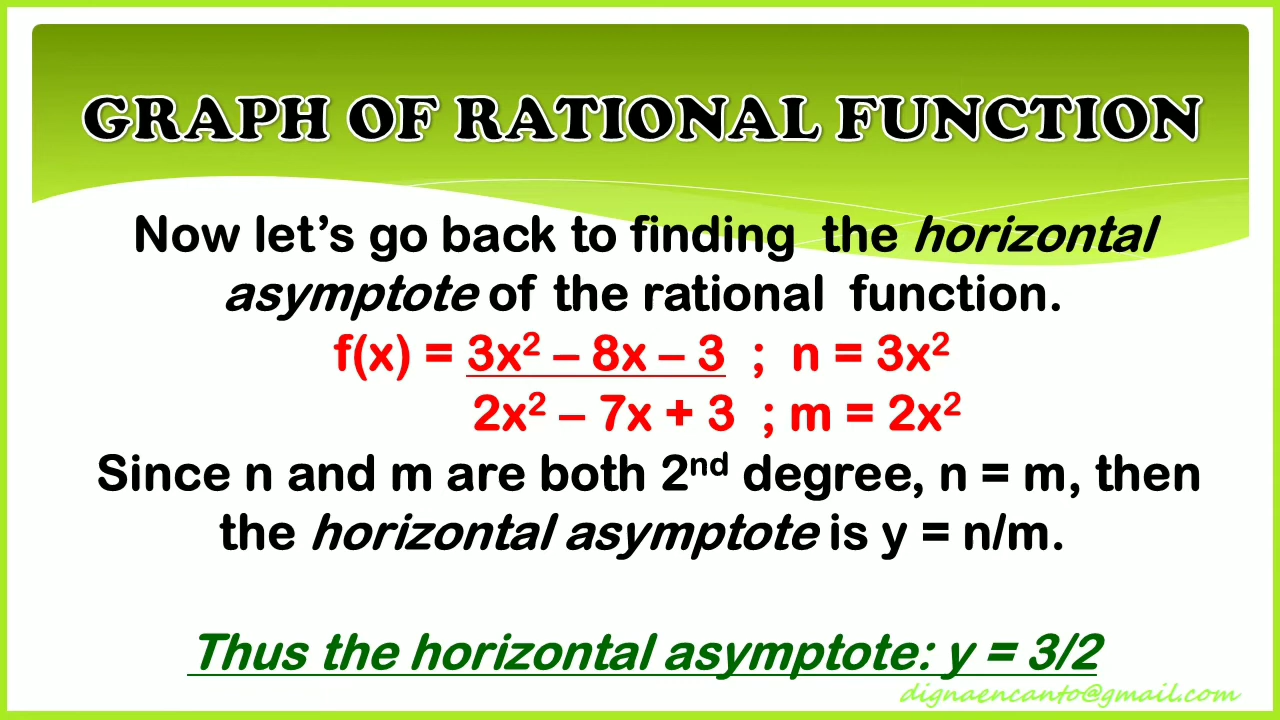 GRAPH OF RATIONAL FUNCTION
Now let’s go back to finding the horizontal
asymptote of the rational function.
f(x) = 3x² – 8x – 3 ; n = 3x²
2x² – 7x + 3 ; m = 2x²
Since n and m are both 2nd degree, n = m, then
the horizontal asymptote is y = n/m.
Thus the horizontal asymptote: y = 3/2
dignaencanto@gmail.com